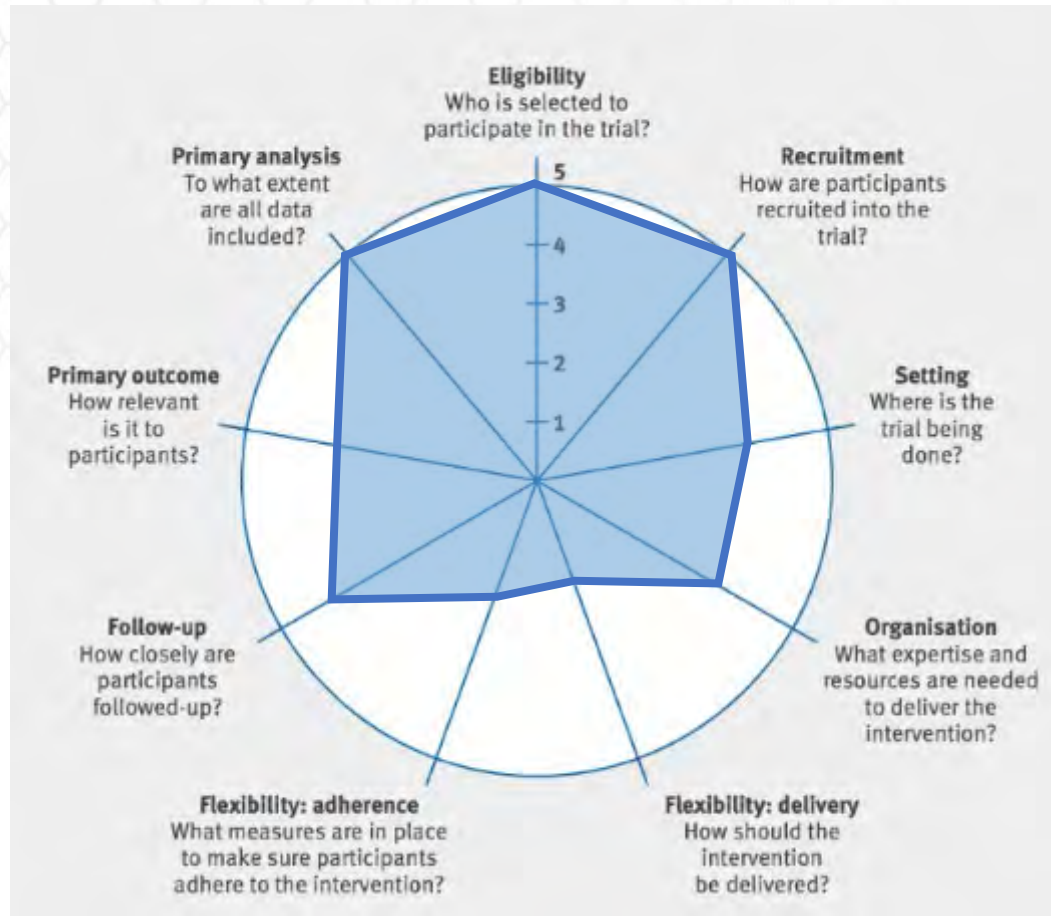 Eligibility
Who is selected to
participate in the trial?
Recruitment
How are participants
recruited into the
trial?
Setting
Where is the
trial being
done?
Organisation
What expertise and
resources are needed
to deliver the
intervention?
Flexibility: delivery
How should the
intervention
be delivered?
Flexibility: adherence
What measures are in place
to make sure participants
adhere to the intervention?
Follow-up
How closely are
participants
followed-up?
Primary outcome
How relevant
is it to
participants?
Primary analysis
To what extent
are all data
included?
5
4
3
2
1